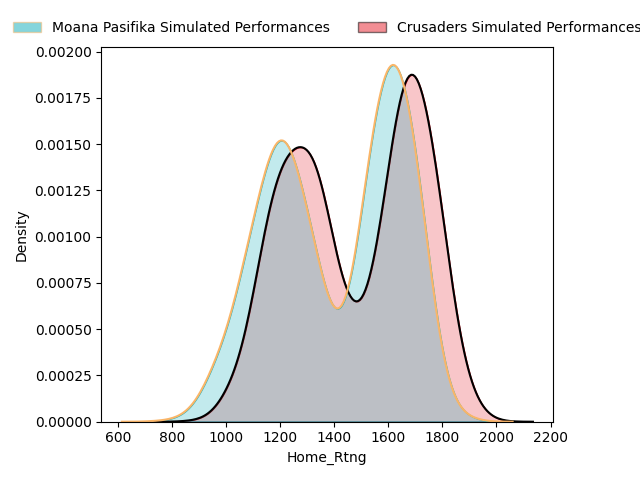 Moana Pasifika Simulated Performances
Crusaders Simulated Performances
0.00200
0.00175
0.00150
0.00125
0.00100
0.00075
0.00050
0.00025
0.00000
Density
600 800 1000 1200 1400 1600 1800 2000 2200
Home_Rtng